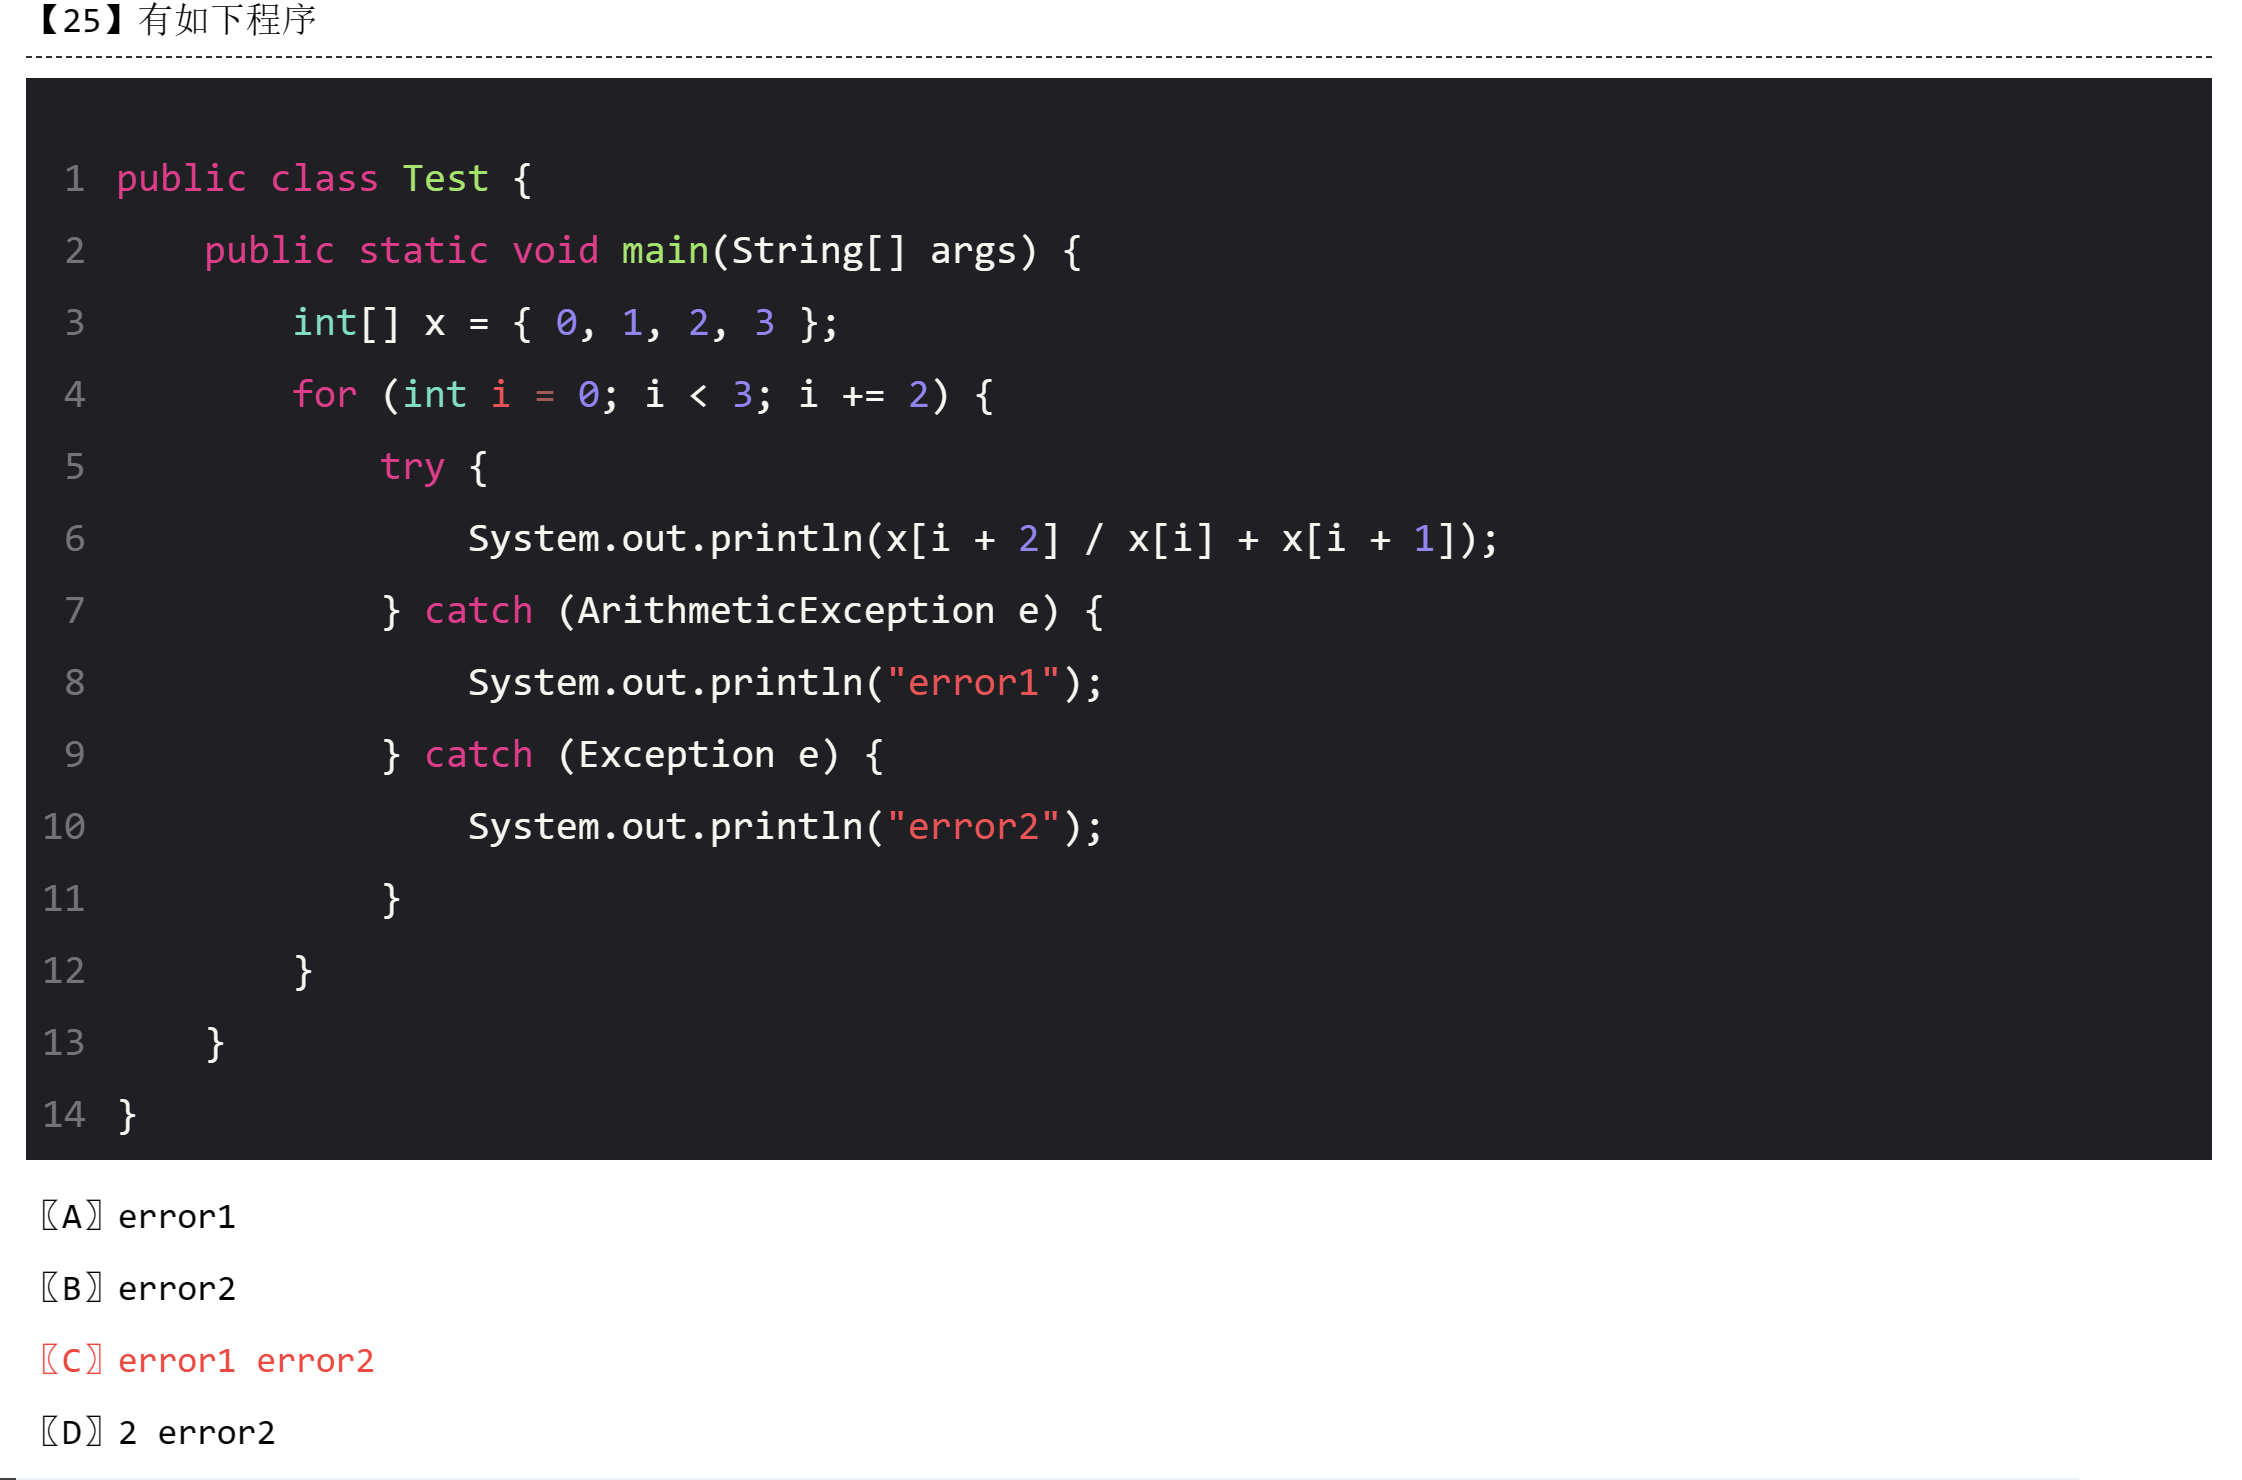 【25】有如下程序
1 public class Test {
2     public static void main(String[] args) {
3         int[] x = { 0, 1, 2, 3 };
4         for (int i = 0; i < 3; i += 2) {
5             try {
6                 System.out.println(x[i + 2] / x[i] + x[i + 1]);
7             } catch (ArithmeticException e) {
8                 System.out.println("error1");
9             } catch (Exception e) {
10                 System.out.println("error2");
11             }
12         }
13     }
14 }
〖A〗error1
〖B〗error2
〖C〗error1 error2
〖D〗2 error2